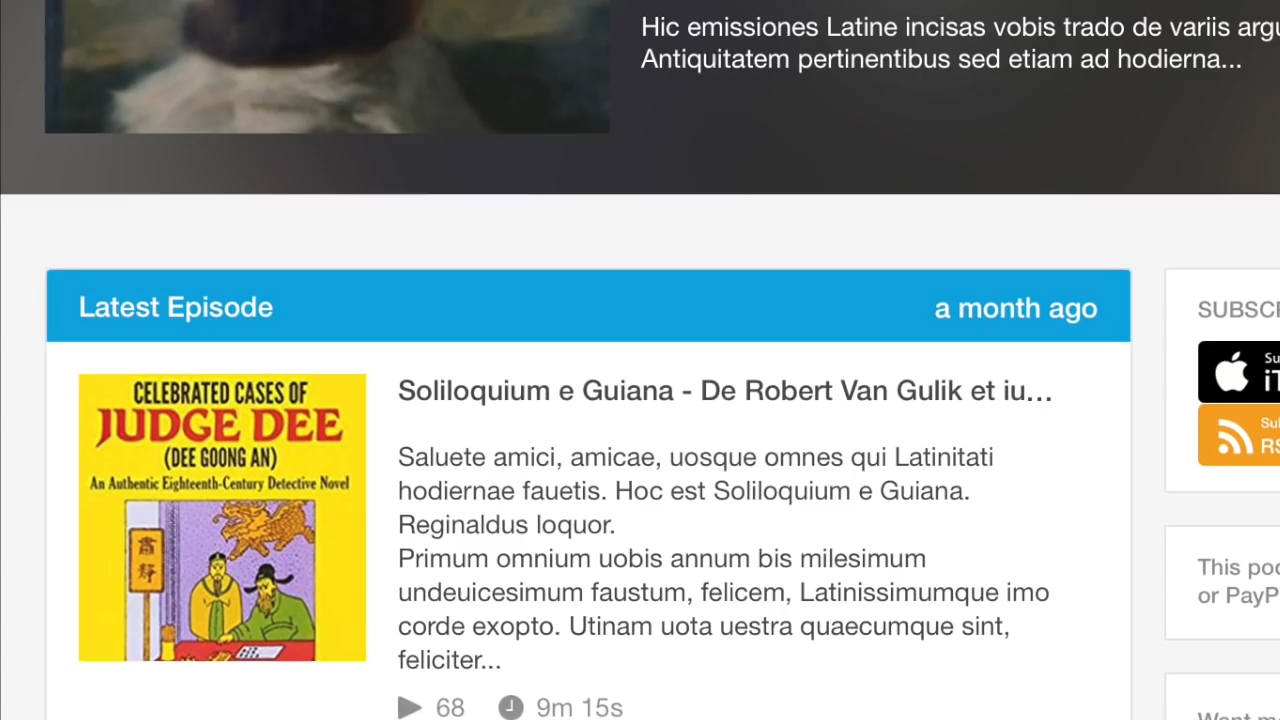 Hic emissiones Latine incisas vobis trado de variis
Antiquitatem pertinentibus sed etiam ad hodierna...
Latest Episode
a month ago
CELEBRATED CASES OF
JUDGE DEE
(DEE GOONG AN)
An Authentic Eighteenth-Century Detective Novel
肅
靜
Soliloquium e Guiana - De Robert Van Gulik et iu...
Saluete amici, amicae, uosque omnes qui Latinitati
hodiernae fauetis. Hoc est Soliloquium e Guiana.
Reginaldus loquor.
Primum omnium uobis annum bis milesimum
undeuicesimum faustum, felicem, Latinissimumque imo
corde exopto. Utinam uota uestra quaecumque sint,
feliciter...
68
9m 15s
This
or
Want